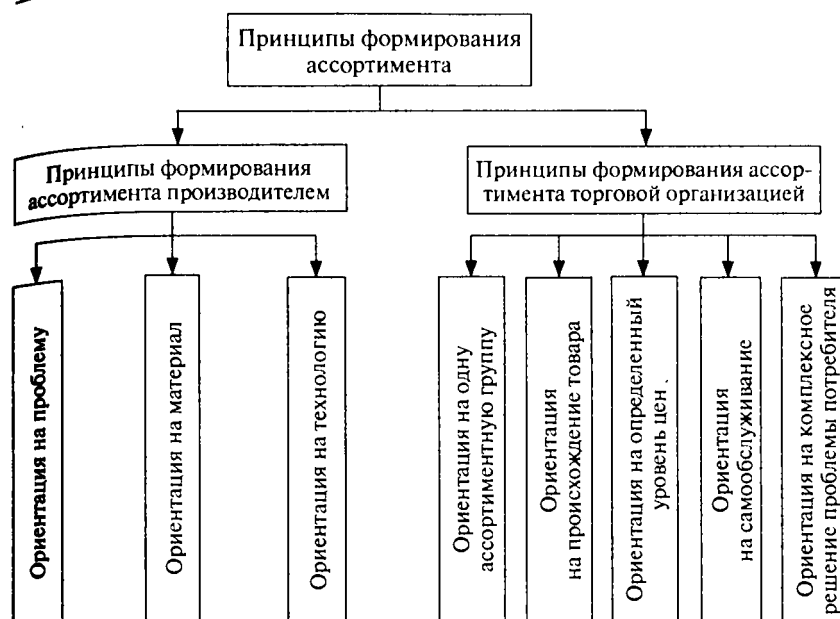 Принципы формирования
ассортимента
Принципы формирования
ассортимента производителем
Принципы формирования ассор-
тимента торговой организацией
Ориентация на проблему
Ориентация на материал
Ориентация на технологию
Ориентация на одну
ассортиментную группу
Ориентация
на происхождение товара
Ориентация на определенный
уровень цен .
Ориентация
на самообслуживание
Ориентация на комплексное
решение проблемы потребителя